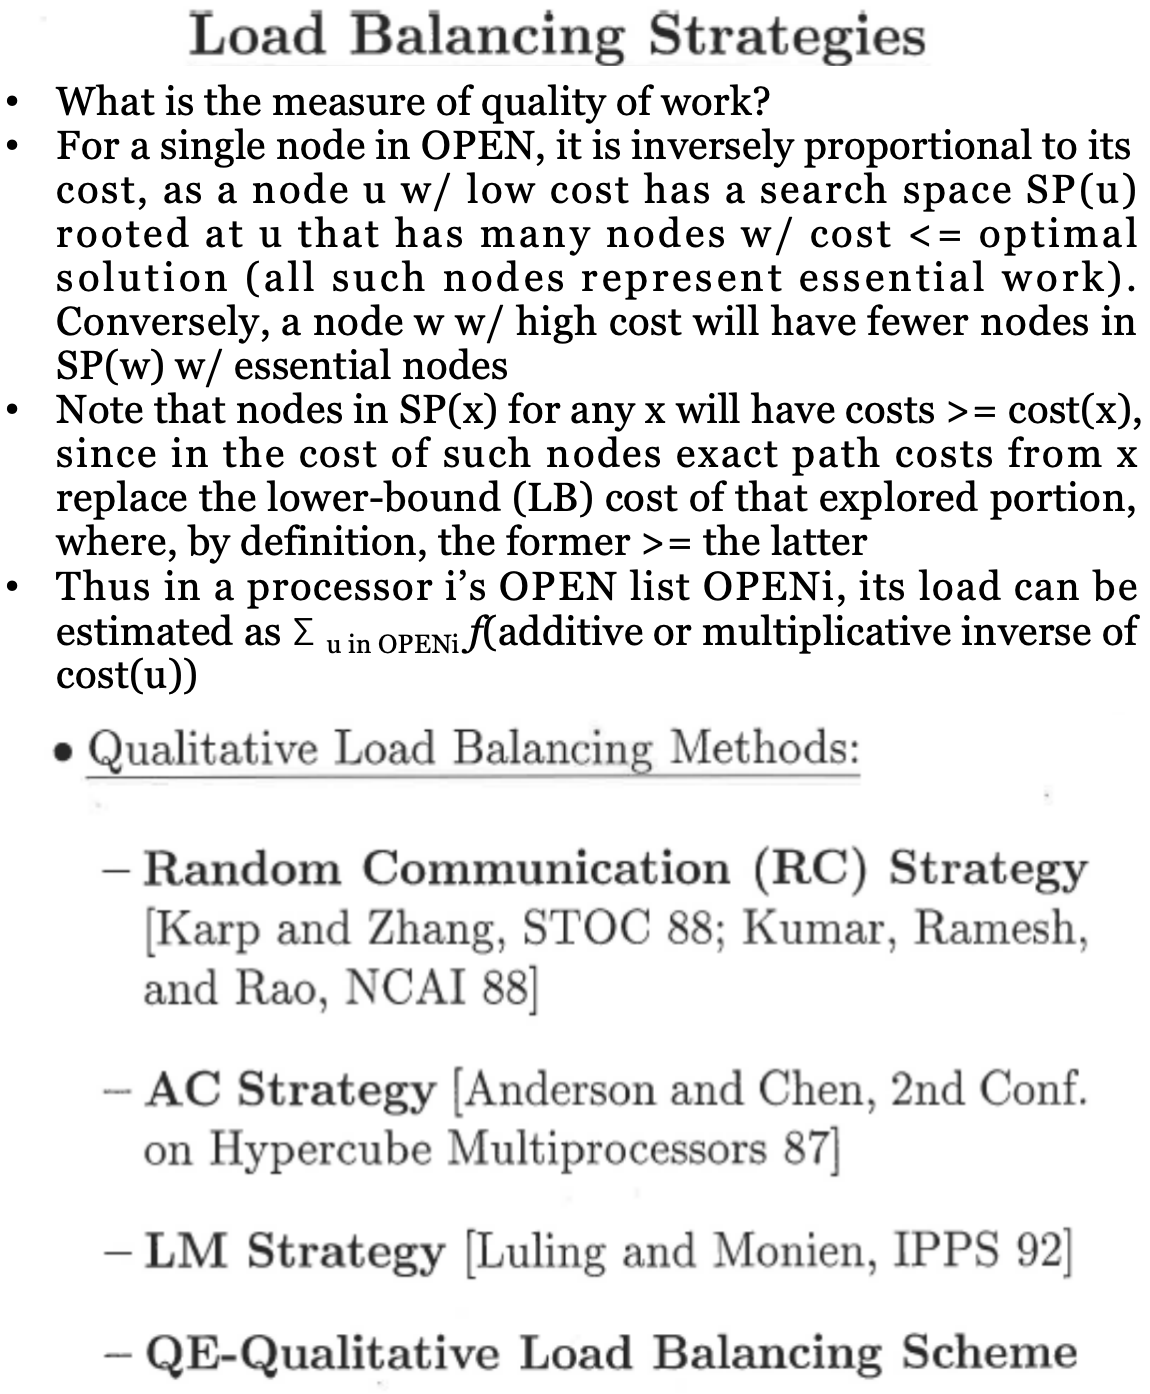 Load Balancing Strategies
• What is the measure of quality of work?
• For a single node in OPEN, it is inversely proportional to its
cost, as a node u w/ low cost has a search space SP(u)
rooted at u that has many nodes w/ cost <= optimal
solution (all such nodes represent essential work).
Conversely, a node w w/ high cost will have fewer nodes in
SP(w) w/ essential nodes
• Note that nodes in SP(x) for any x will have costs >= cost(x),
since in the cost of such nodes exact path costs from x
replace the lower-bound (LB) cost of that explored portion,
where, by definition, the former >= the latter
• Thus in a processor i’s OPEN list OPENi, its load can be
estimated as Σ u in OPENi f(additive or multiplicative inverse of
cost(u))
• Qualitative Load Balancing Methods:
– Random Communication (RC) Strategy
[Karp and Zhang, STOC 88; Kumar, Ramesh,
and Rao, NCAI 88]
– AC Strategy [Anderson and Chen, 2nd Conf.
on Hypercube Multiprocessors 87]
– LM Strategy [Luling and Monien, IPPS 92]
– QE-Qualitative Load Balancing Scheme